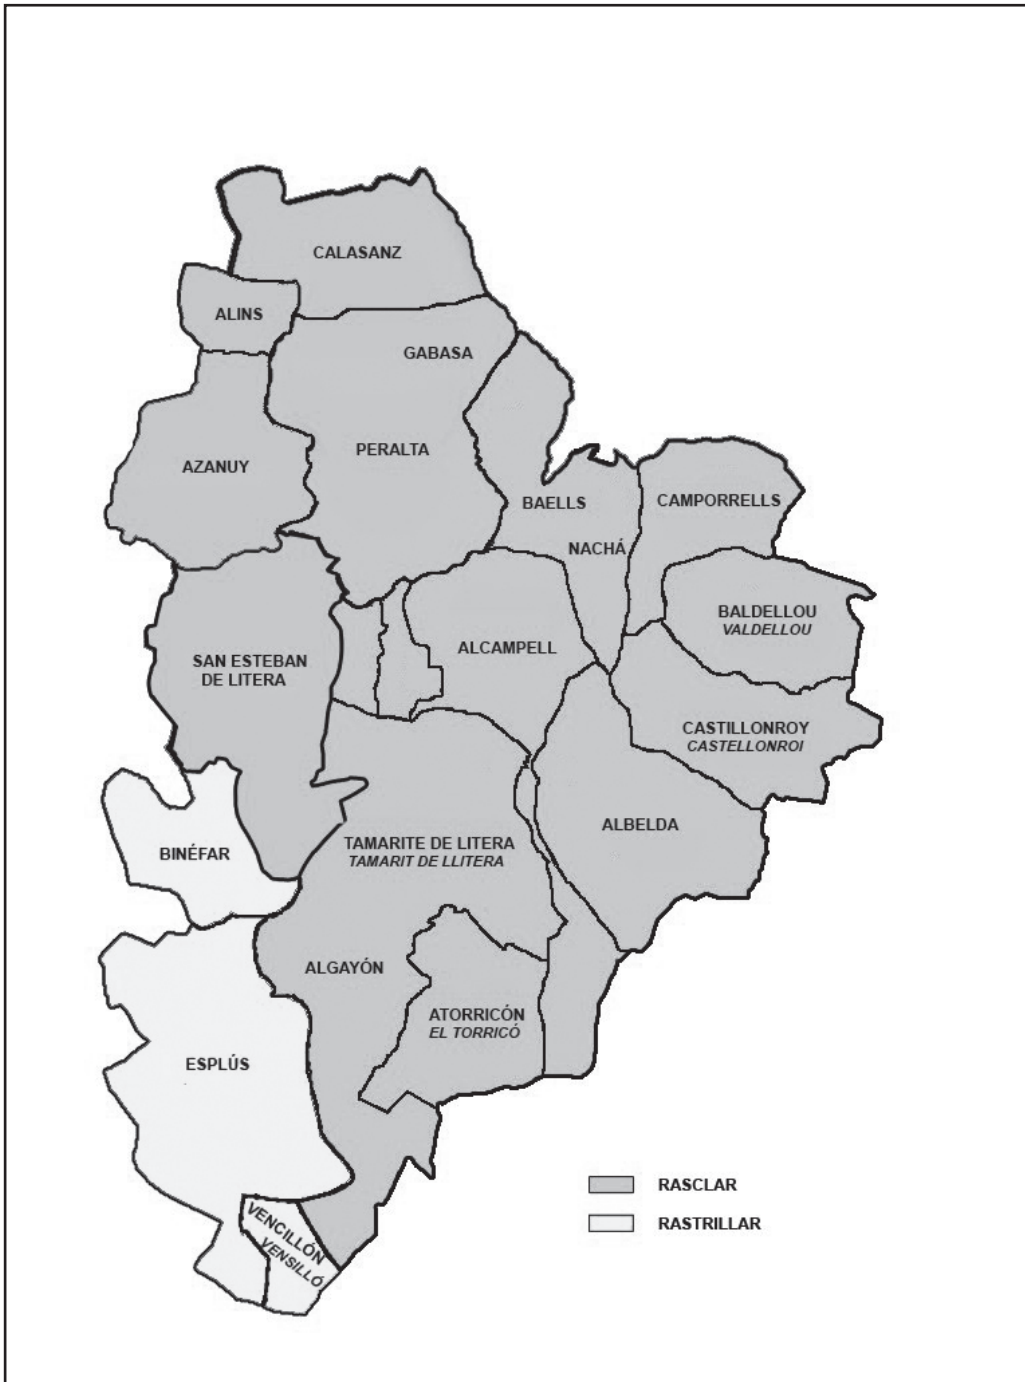 CALASANZ
ALINS
GABASA
PERALTA
AZANUY
BAELLS
CAMPORRELLS
NACHÁ
BALDELLOU
VALDELLOU
ALCAMPELL
SAN ESTEBAN
DE LITERA
CASTILLONROY
CASTELLONROI
ALBELDA
TAMARITE DE LITERA
TAMARIT DE LLITERA
BINÉFAR
ALGAYÓN
ATORRICÓN
EL TORRICÓ
ESPLÚS
VENCILLÓN
VENSILLÓ
RASCLAR
RASTRILLAR